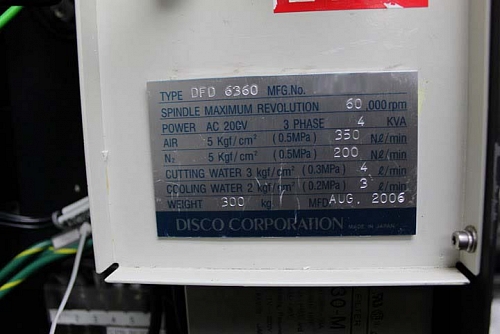 TYPE DFD 6360 MFG.No.
SPINDLE MAXIMUM REVOLUTION 60 ,000rpm
POWER AC 200V 3 PHASE 4 KVA
AIR 5 Kgf/cm² (0.5MPa) 350 Nℓ/min
N₂ 5 Kgf/cm² (0.5MPa) 200 Nℓ/min
CUTTING WATER 3 kgf/cm² (0.3MPa) 4 ℓ/min
COOLING WATER 2 kgf/cm² (0.2MPa) 3 ℓ/min
WEIGHT 300 kg MFD AUG. 2006
DISCO CORPORATION MADE IN JAPAN